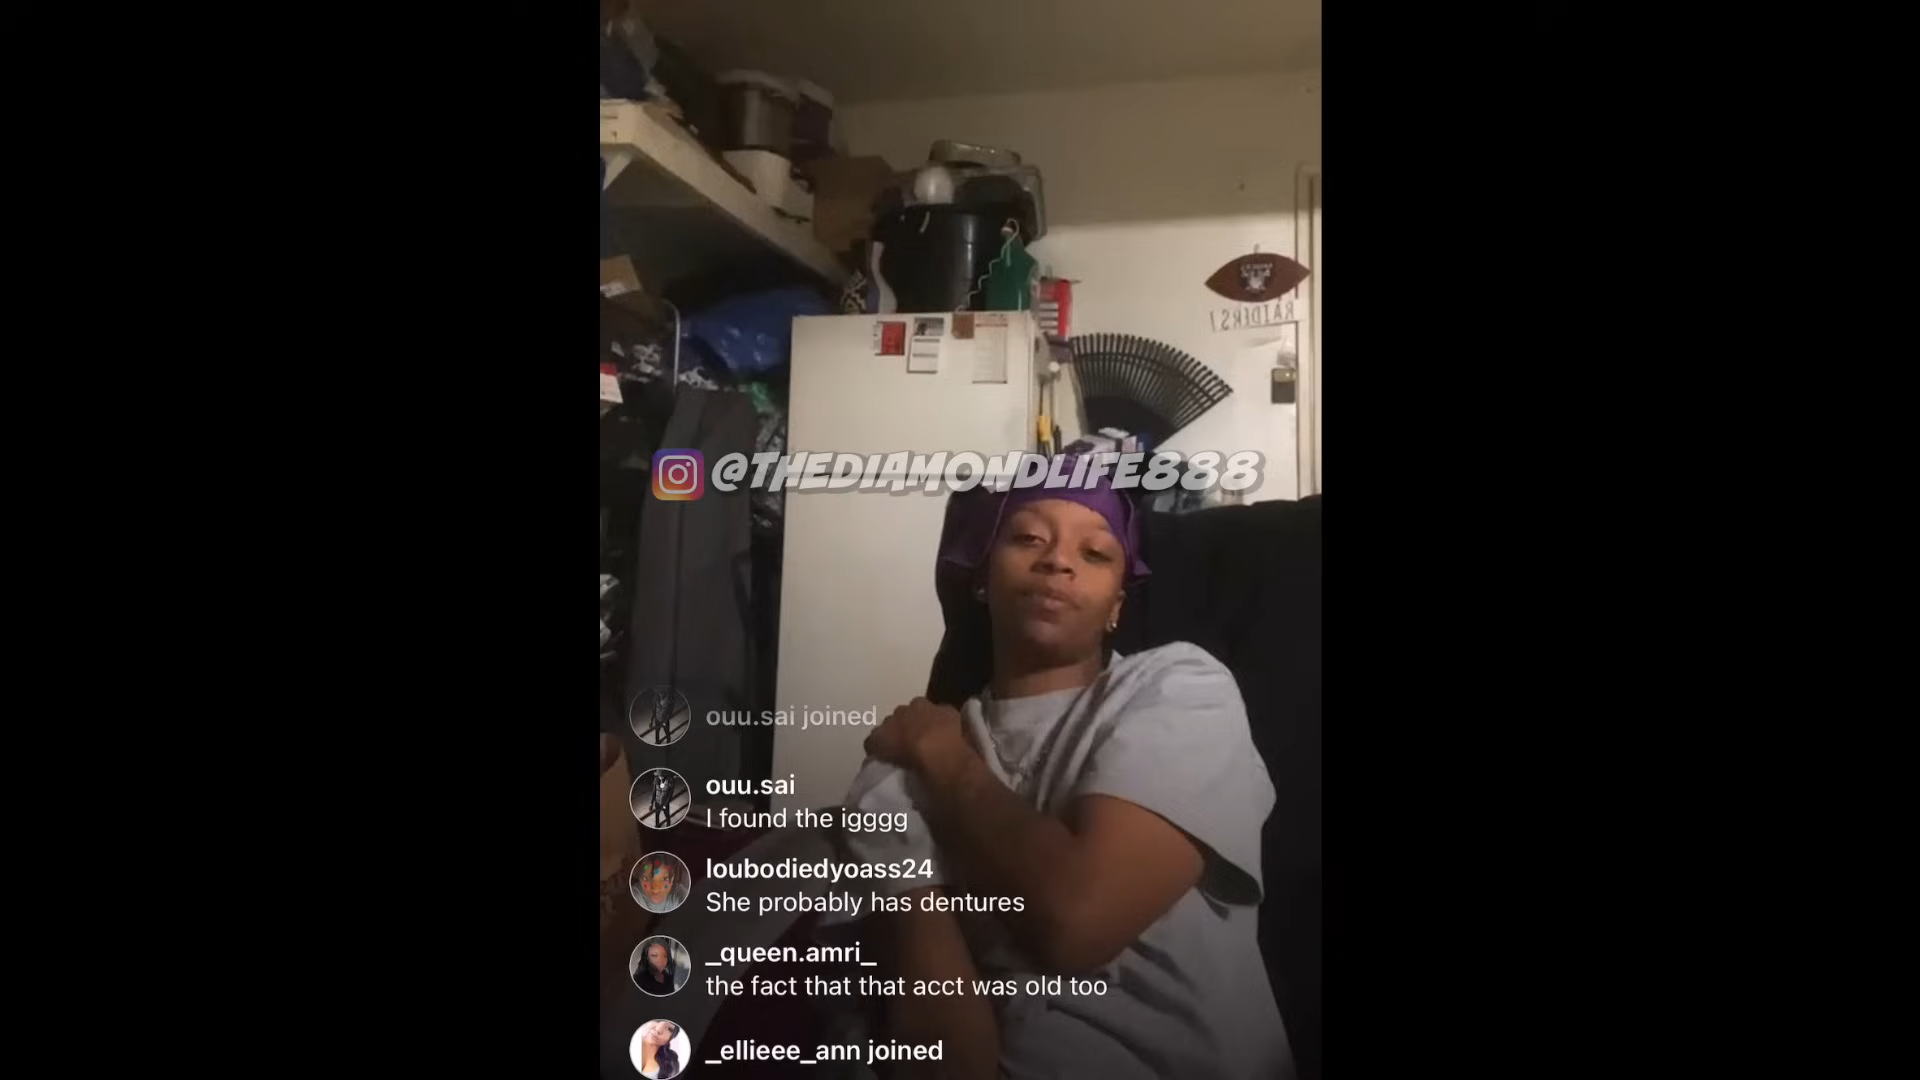 RAIDERS
@THEDIAMONDLIFE888
ouu.sai joined
ouu.sai
I found the igggg
loubodiedyoass24
She probably has dentures
_queen.amri_
the fact that that acct was old too
_ellieee_ann joined